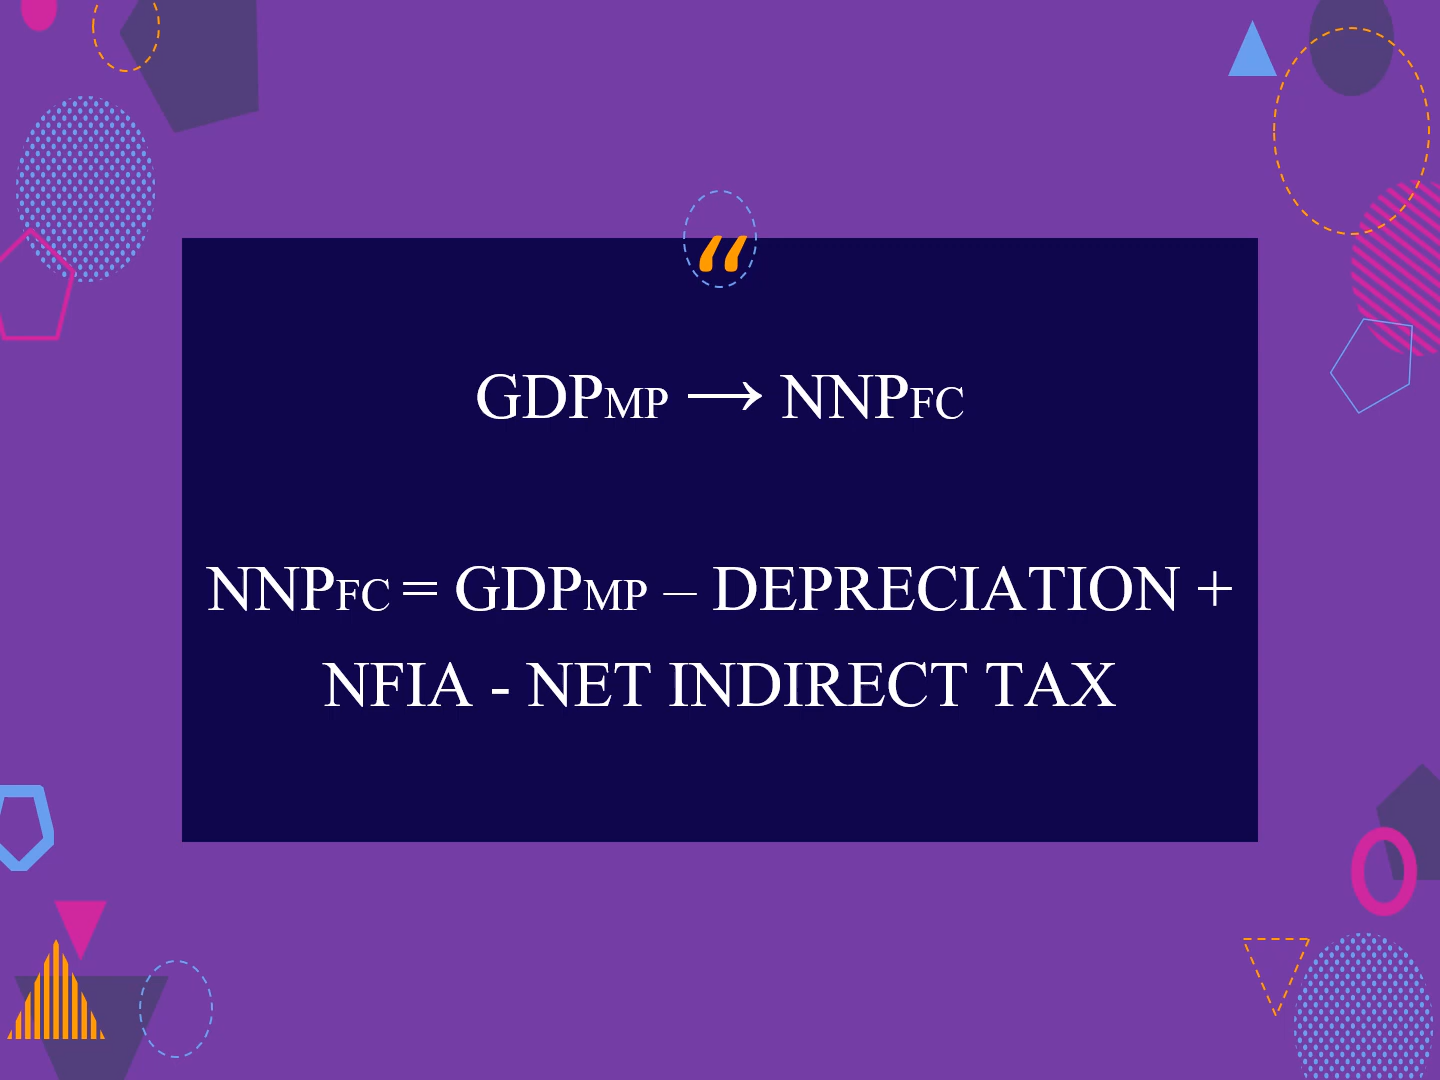 “
GDPMP → NNPFC
NNPFC = GDPMP – DEPRECIATION +
NFIA - NET INDIRECT TAX